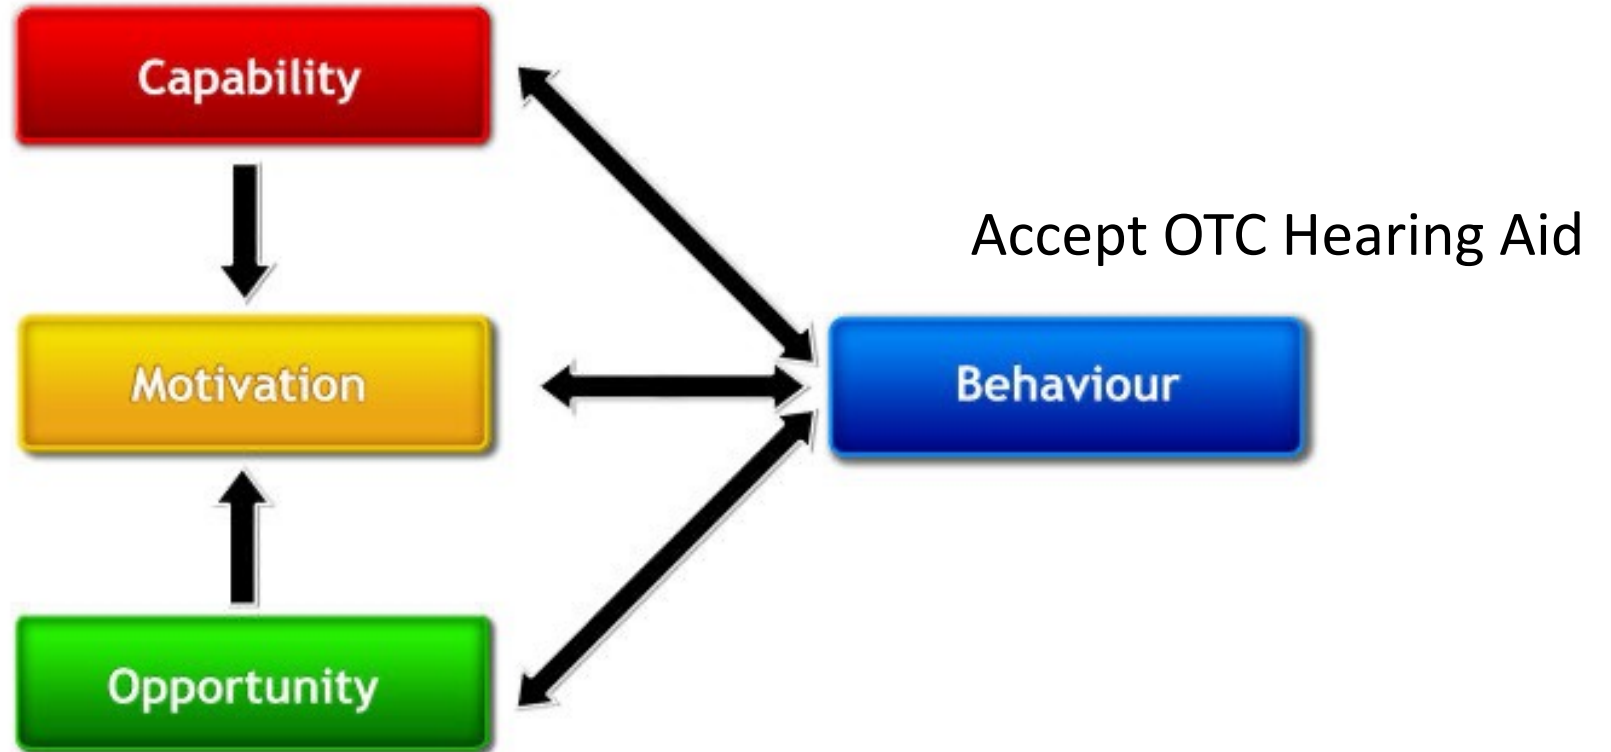 Capability
Accept OTC Hearing Aid
Motivation
Behaviour
Opportunity